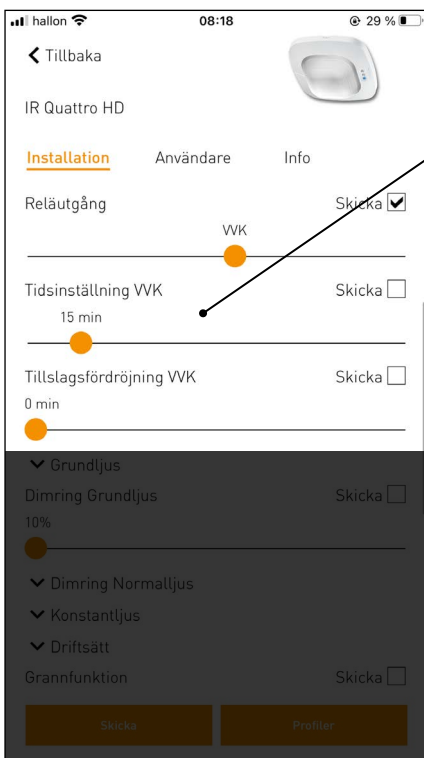 hallon 08:18 29 %
Tillbaka
IR Quattro HD
Installation Användare Info
Reläutgång Skicka
VVK
Tidsinställning VVK Skicka
15 min
Tillslagsfördröjning VVK Skicka
0 min
Grundljus
Dimring Grundljus Skicka
10%
Dimring Normalljus
Konstantljus
Driftsätt
Grannfunktion Skicka
Skicka Profiler